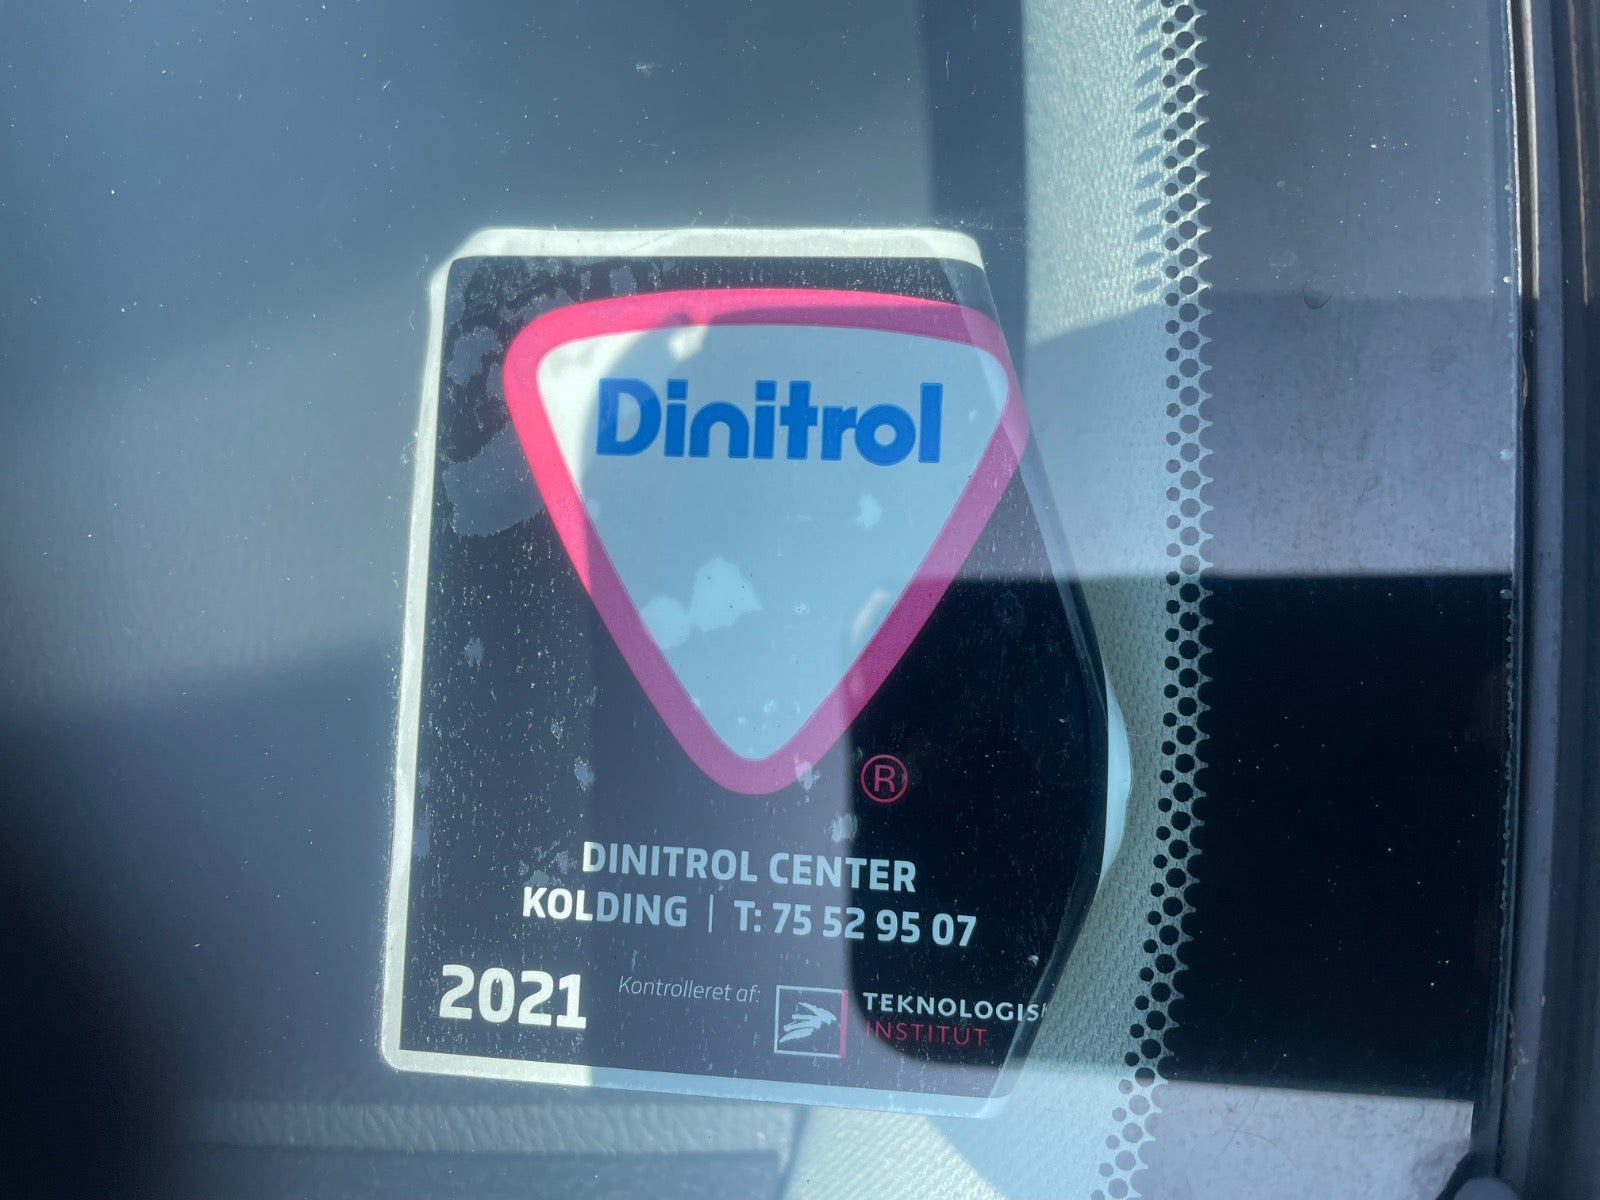 Dinitrol
®
DINITROL CENTER
KOLDING | T: 75 52 95 07
2021
Kontrolleret af:
TEKNOLOGISK
INSTITUT